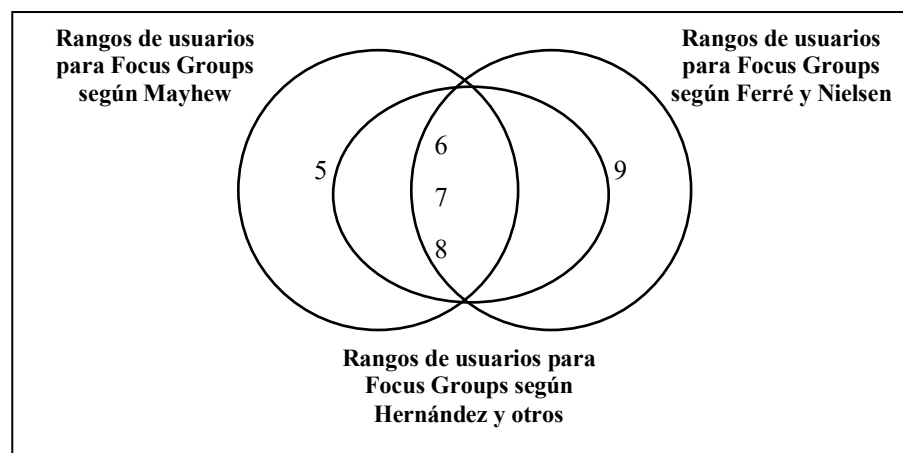 Rangos de usuarios
para Focus Groups
según Mayhew
Rangos de usuarios
para Focus Groups
según Ferré y Nielsen
6
5
9
7
8
Rangos de usuarios para
Focus Groups según
Hernández y otros